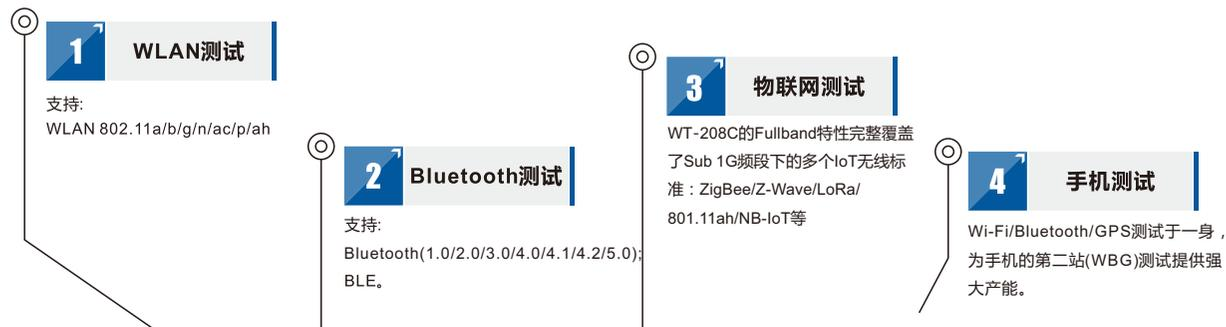 1
WLAN测试
支持:
WLAN 802.11a/b/g/n/ac/p/ah
2
Bluetooth测试
支持:
Bluetooth(1.0/2.0/3.0/4.0/4.1/4.2/5.0);
BLE。
3
物联网测试
WT-208C的Fullband特性完整覆盖
了Sub 1G频段下的多个IoT无线标
准：ZigBee/Z-Wave/LoRa/
801.11ah/NB-IoT等
4
手机测试
Wi-Fi/Bluetooth/GPS测试于一身，
为手机的第二站(WBG)测试提供强
大产能。